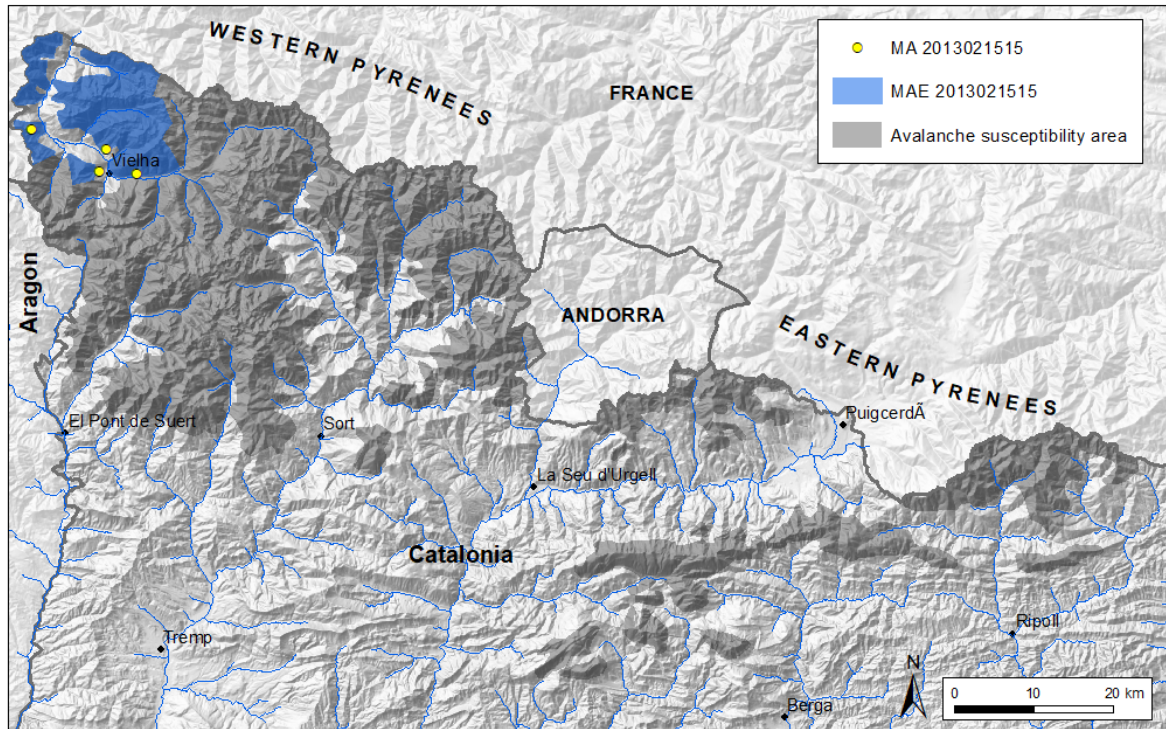 WESTERN PYRENEES
FRANCE
MA 2013021515
MAE 2013021515
Avalanche susceptibility area
Vielha
Aragon
ANDORRA
EASTERN PYRENEES
El Pont de Suert
Sort
PuigcerdÃ
La Seu d'Urgell
Catalonia
Tremp
Ripoll
Berga
N
0 10 20 km